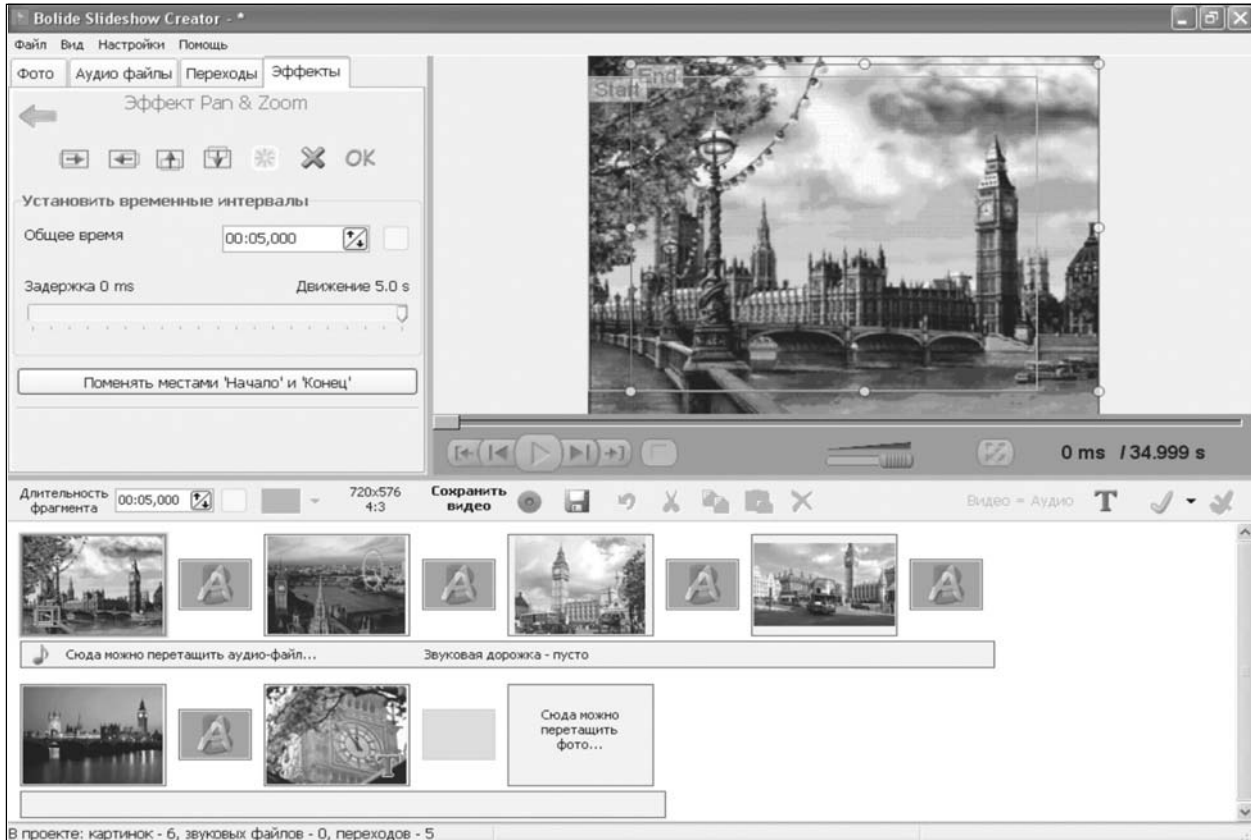 Bolide Slideshow Creator - *
Файл Вид Настройки Помощь
Фото Аудио файлы Переходы Эффекты
Эффект Pan & Zoom
OK
Установить временные интервалы
Общее время 00:05,000
Задержка 0 ms Движение 5.0 s
Поменять местами 'Начало' и 'Конец'
End
Start
0 ms / 34.999 s
Длительность фрагмента 00:05,000
720x576
4:3
Сохранить видео
Видео = Аудио T
A A A A
Сюда можно перетащить аудио-файл... Звуковая дорожка - пусто
A
T
Сюда можно
перетащить
фото...
В проекте: картинок - 6, звуковых файлов - 0, переходов - 5